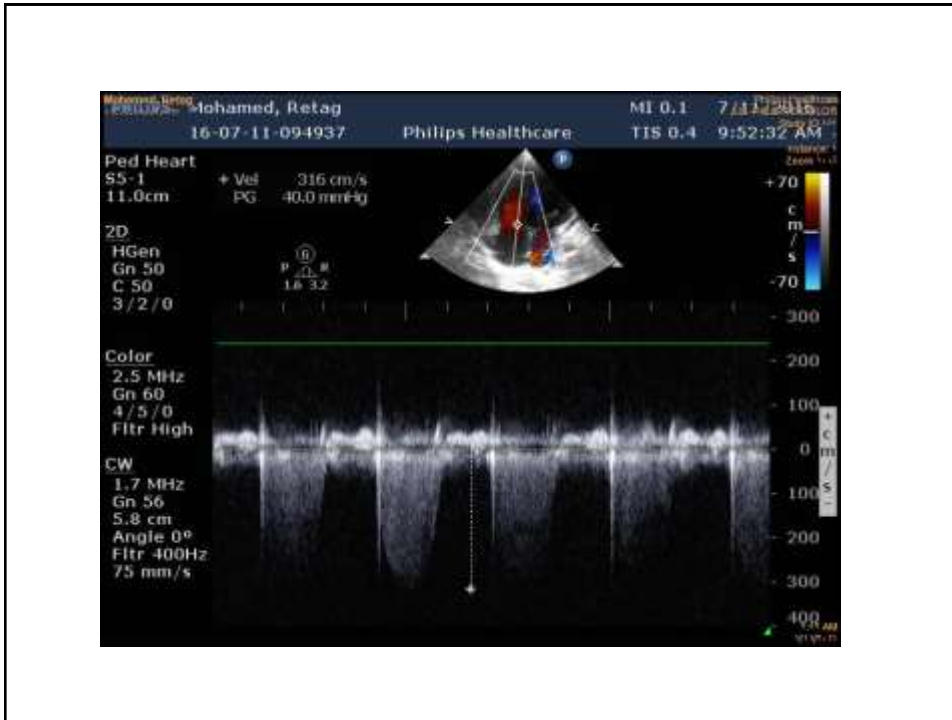 Mohamed, Retag MI 0.1
16-07-11-094937 Philips Healthcare TIS 0.4 9:52:32 AM
Ped Heart
S5-1
11.0cm
+ Vel 316 cm/s
PG 40.0 mmHg
P
+70
cm/s
-70
2D
HGen
Gn 50
C 50
3/2/0
G
P R
1.6 3.2
Color
2.5 MHz
Gn 60
4/5/0
Fltr High
CW
1.7 MHz
Gn 56
5.8 cm
Angle 0º
Fltr 400Hz
75 mm/s
- 300
- 200
- 100
- 0
- 100
- 200
- 300
- 400
+ cm/s -